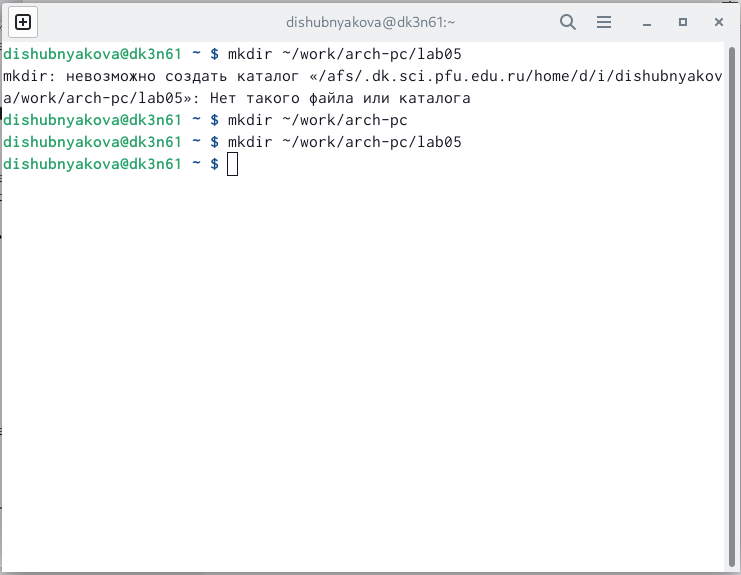 dishubnyakova@dk3n61:~
dishubnyakova@dk3n61 ~ $ mkdir ~/work/arch-pc/lab05
mkdir: невозможно создать каталог «/afs/.dk.sci.pfu.edu.ru/home/d/i/dishubnyakov
a/work/arch-pc/lab05»: Нет такого файла или каталога
dishubnyakova@dk3n61 ~ $ mkdir ~/work/arch-pc
dishubnyakova@dk3n61 ~ $ mkdir ~/work/arch-pc/lab05
dishubnyakova@dk3n61 ~ $